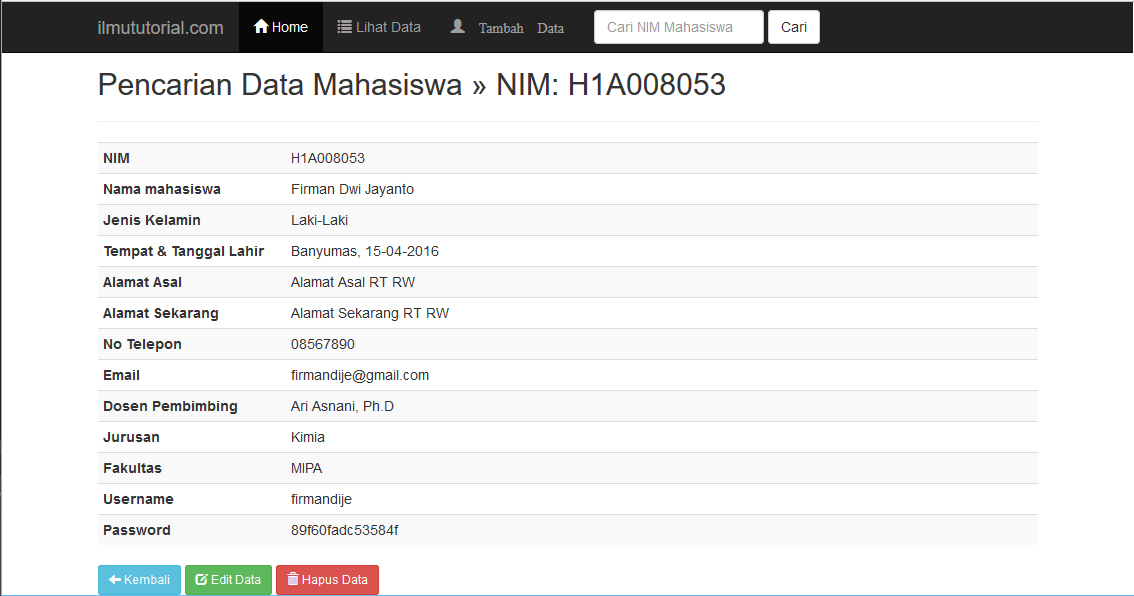 ilmututorial.com Home Lihat Data Tambah Data Cari NIM Mahasiswa Cari
Pencarian Data Mahasiswa » NIM: H1A008053
NIM H1A008053
Nama mahasiswa Firman Dwi Jayanto
Jenis Kelamin Laki-Laki
Tempat & Tanggal Lahir Banyumas, 15-04-2016
Alamat Asal Alamat Asal RT RW
Alamat Sekarang Alamat Sekarang RT RW
No Telepon 08567890
Email firmandije@gmail.com
Dosen Pembimbing Ari Asnani, Ph.D
Jurusan Kimia
Fakultas MIPA
Username firmandije
Password 89f60fadc53584f
Kembali Edit Data Hapus Data